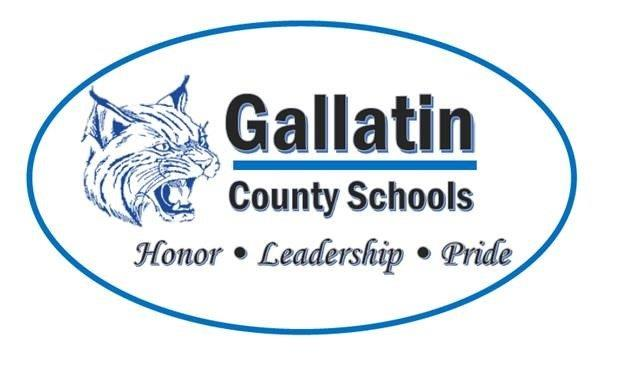 Gallatin
County Schools
Honor • Leadership • Pride